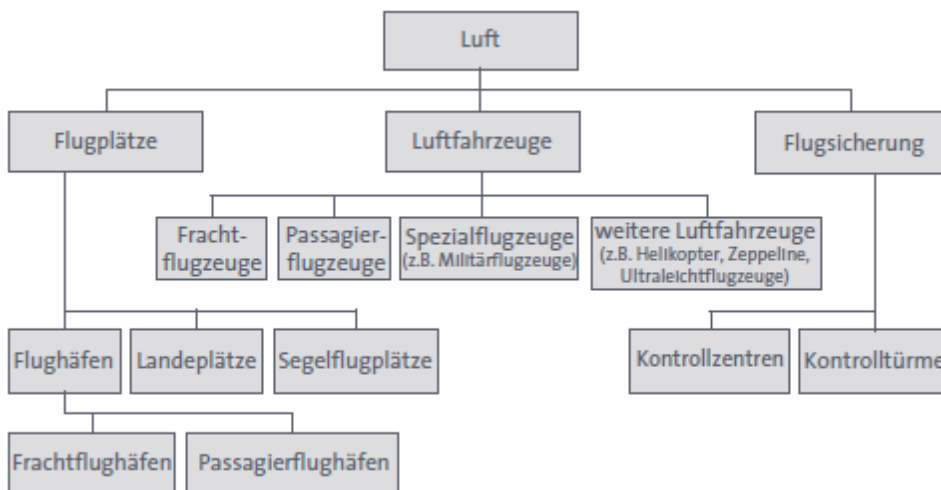 Luft
Flugplätze
Luftfahrzeuge
Flugsicherung
Fracht-
flugzeuge
Passagier-
flugzeuge
Spezialflugzeuge
(z.B. Militärflugzeuge)
weitere Luftfahrzeuge
(z.B. Helikopter, Zeppeline,
Ultraleichtflugzeuge)
Flughäfen
Landeplätze
Segelflugplätze
Kontrollzentren
Kontrolltürme
Frachtflughäfen
Passagierflughäfen